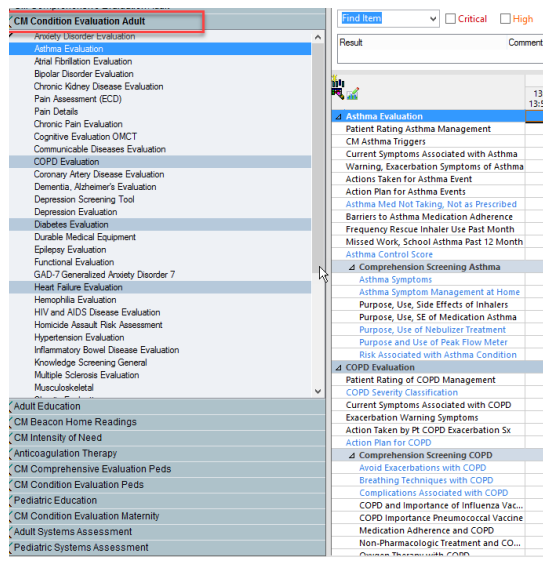 CM Condition Evaluation Adult
Anxiety Disorder Evaluation
Asthma Evaluation
Atrial Fibrillation Evaluation
Bipolar Disorder Evaluation
Chronic Kidney Disease Evaluation
Pain Assessment (ECD)
Pain Details
Chronic Pain Evaluation
Cognitive Evaluation OMCT
Communicable Diseases Evaluation
COPD Evaluation
Coronary Artery Disease Evaluation
Dementia, Alzheimer's Evaluation
Depression Screening Tool
Depression Evaluation
Diabetes Evaluation
Durable Medical Equipment
Epilepsy Evaluation
Functional Evaluation
GAD-7 Generalized Anxiety Disorder 7
Heart Failure Evaluation
Hemophilia Evaluation
HIV and AIDS Disease Evaluation
Homicide Assault Risk Assessment
Hypertension Evaluation
Inflammatory Bowel Disease Evaluation
Knowledge Screening General
Multiple Sclerosis Evaluation
Musculoskeletal
Adult Education
CM Beacon Home Readings
CM Intensity of Need
Anticoagulation Therapy
CM Comprehensive Evaluation Peds
CM Condition Evaluation Peds
Pediatric Education
CM Condition Evaluation Maternity
Adult Systems Assessment
Pediatric Systems Assessment
Find Item Critical High
Result Comment
13
13:5
Asthma Evaluation
Patient Rating Asthma Management
CM Asthma Triggers
Current Symptoms Associated with Asthma
Warning, Exacerbation Symptoms of Asthma
Actions Taken for Asthma Event
Action Plan for Asthma Events
Asthma Med Not Taking, Not as Prescribed
Barriers to Asthma Medication Adherence
Frequency Rescue Inhaler Use Past Month
Missed Work, School Asthma Past 12 Month
Asthma Control Score
Comprehension Screening Asthma
Asthma Symptoms
Asthma Symptom Management at Home
Purpose, Use, Side Effects of Inhalers
Purpose, Use, SE of Medication Asthma
Purpose, Use of Nebulizer Treatment
Purpose and Use of Peak Flow Meter
Risk Associated with Asthma Condition
COPD Evaluation
Patient Rating of COPD Management
COPD Severity Classification
Current Symptoms Associated with COPD
Exacerbation Warning Symptoms
Action Taken by Pt COPD Exacerbation Sx
Action Plan for COPD
Comprehension Screening COPD
Avoid Exacerbations with COPD
Breathing Techniques with COPD
Complications Associated with COPD
COPD and Importance of Influenza Vac...
COPD Importance Pneumococcal Vaccine
Medication Adherence and COPD
Non-Pharmacologic Treatment and CO...
Oxygen Therapy with COPD